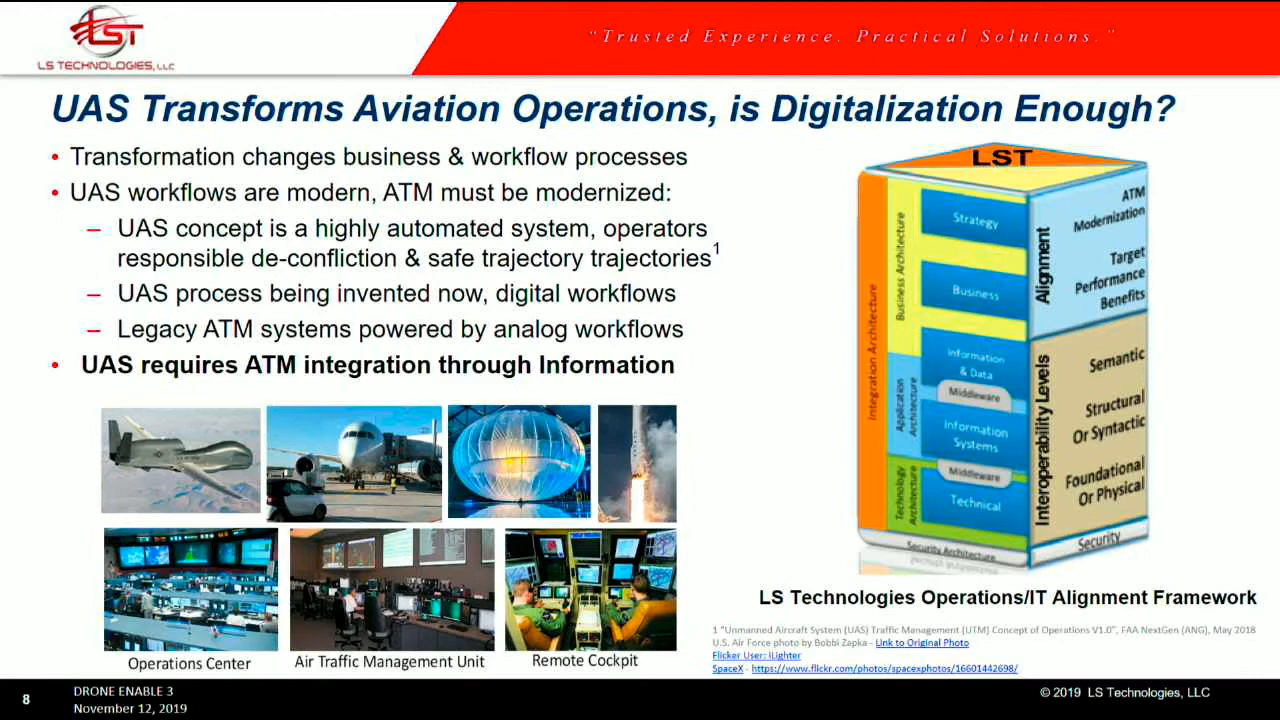 LST
LS TECHNOLOGIES, LLC
“Trusted Experience. Practical Solutions.”
UAS Transforms Aviation Operations, is Digitalization Enough?
• Transformation changes business & workflow processes
• UAS workflows are modern, ATM must be modernized:
– UAS concept is a highly automated system, operators
responsible de-confliction & safe trajectory trajectories1
– UAS process being invented now, digital workflows
– Legacy ATM systems powered by analog workflows
• UAS requires ATM integration through Information
Operations Center
Air Traffic Management Unit
Remote Cockpit
LST
Integration Architecture
Business Architecture
Application
Architecture
Technology
Architecture
Strategy
Business
Information
& Data
Middleware
Information
Systems
Middleware
Technical
Security Architecture
Alignment
ATM
Modernization
Target
Performance
Benefits
Interoperability Levels
Semantic
Structural
Or Syntactic
Foundational
Or Physical
Security
LS Technologies Operations/IT Alignment Framework
1 “Unmanned Aircraft System (UAS) Traffic Management (UTM) Concept of Operations V1.0”, FAA NextGen (ANG), May 2018
U.S. Air Force photo by Bobbi Zapka - Link to Original Photo
Flicker User: iLighter
SpaceX - https://www.flickr.com/photos/spacexphotos/16601442698/
8
DRONE ENABLE 3
November 12, 2019
© 2019 LS Technologies, LLC